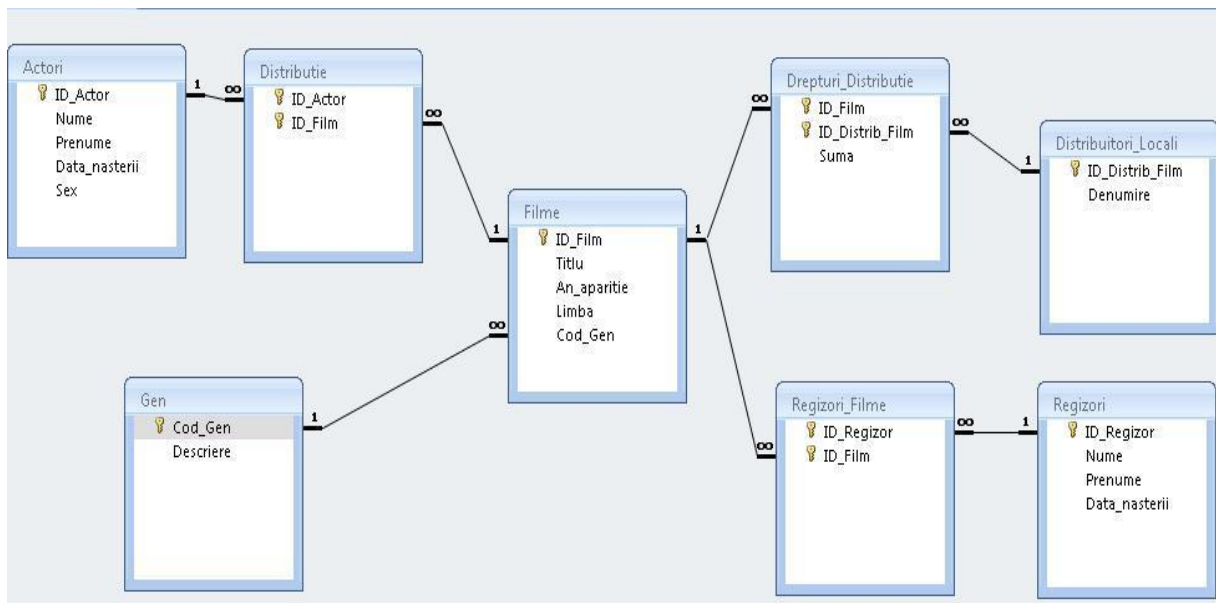 Actori
ID_Actor
Nume
Prenume
Data_nasterii
Sex
1
∞
Distributie
ID_Actor
ID_Film
∞
1
Filme
ID_Film
Titlu
An_aparitie
Limba
Cod_Gen
1
∞
Gen
Cod_Gen
Descriere
1
∞
Drepturi_Distributie
ID_Film
ID_Distrib_Film
Suma
∞
1
Distribuitori_Locali
ID_Distrib_Film
Denumire
∞
Regizori_Filme
ID_Regizor
ID_Film
∞
1
Regizori
ID_Regizor
Nume
Prenume
Data_nasterii